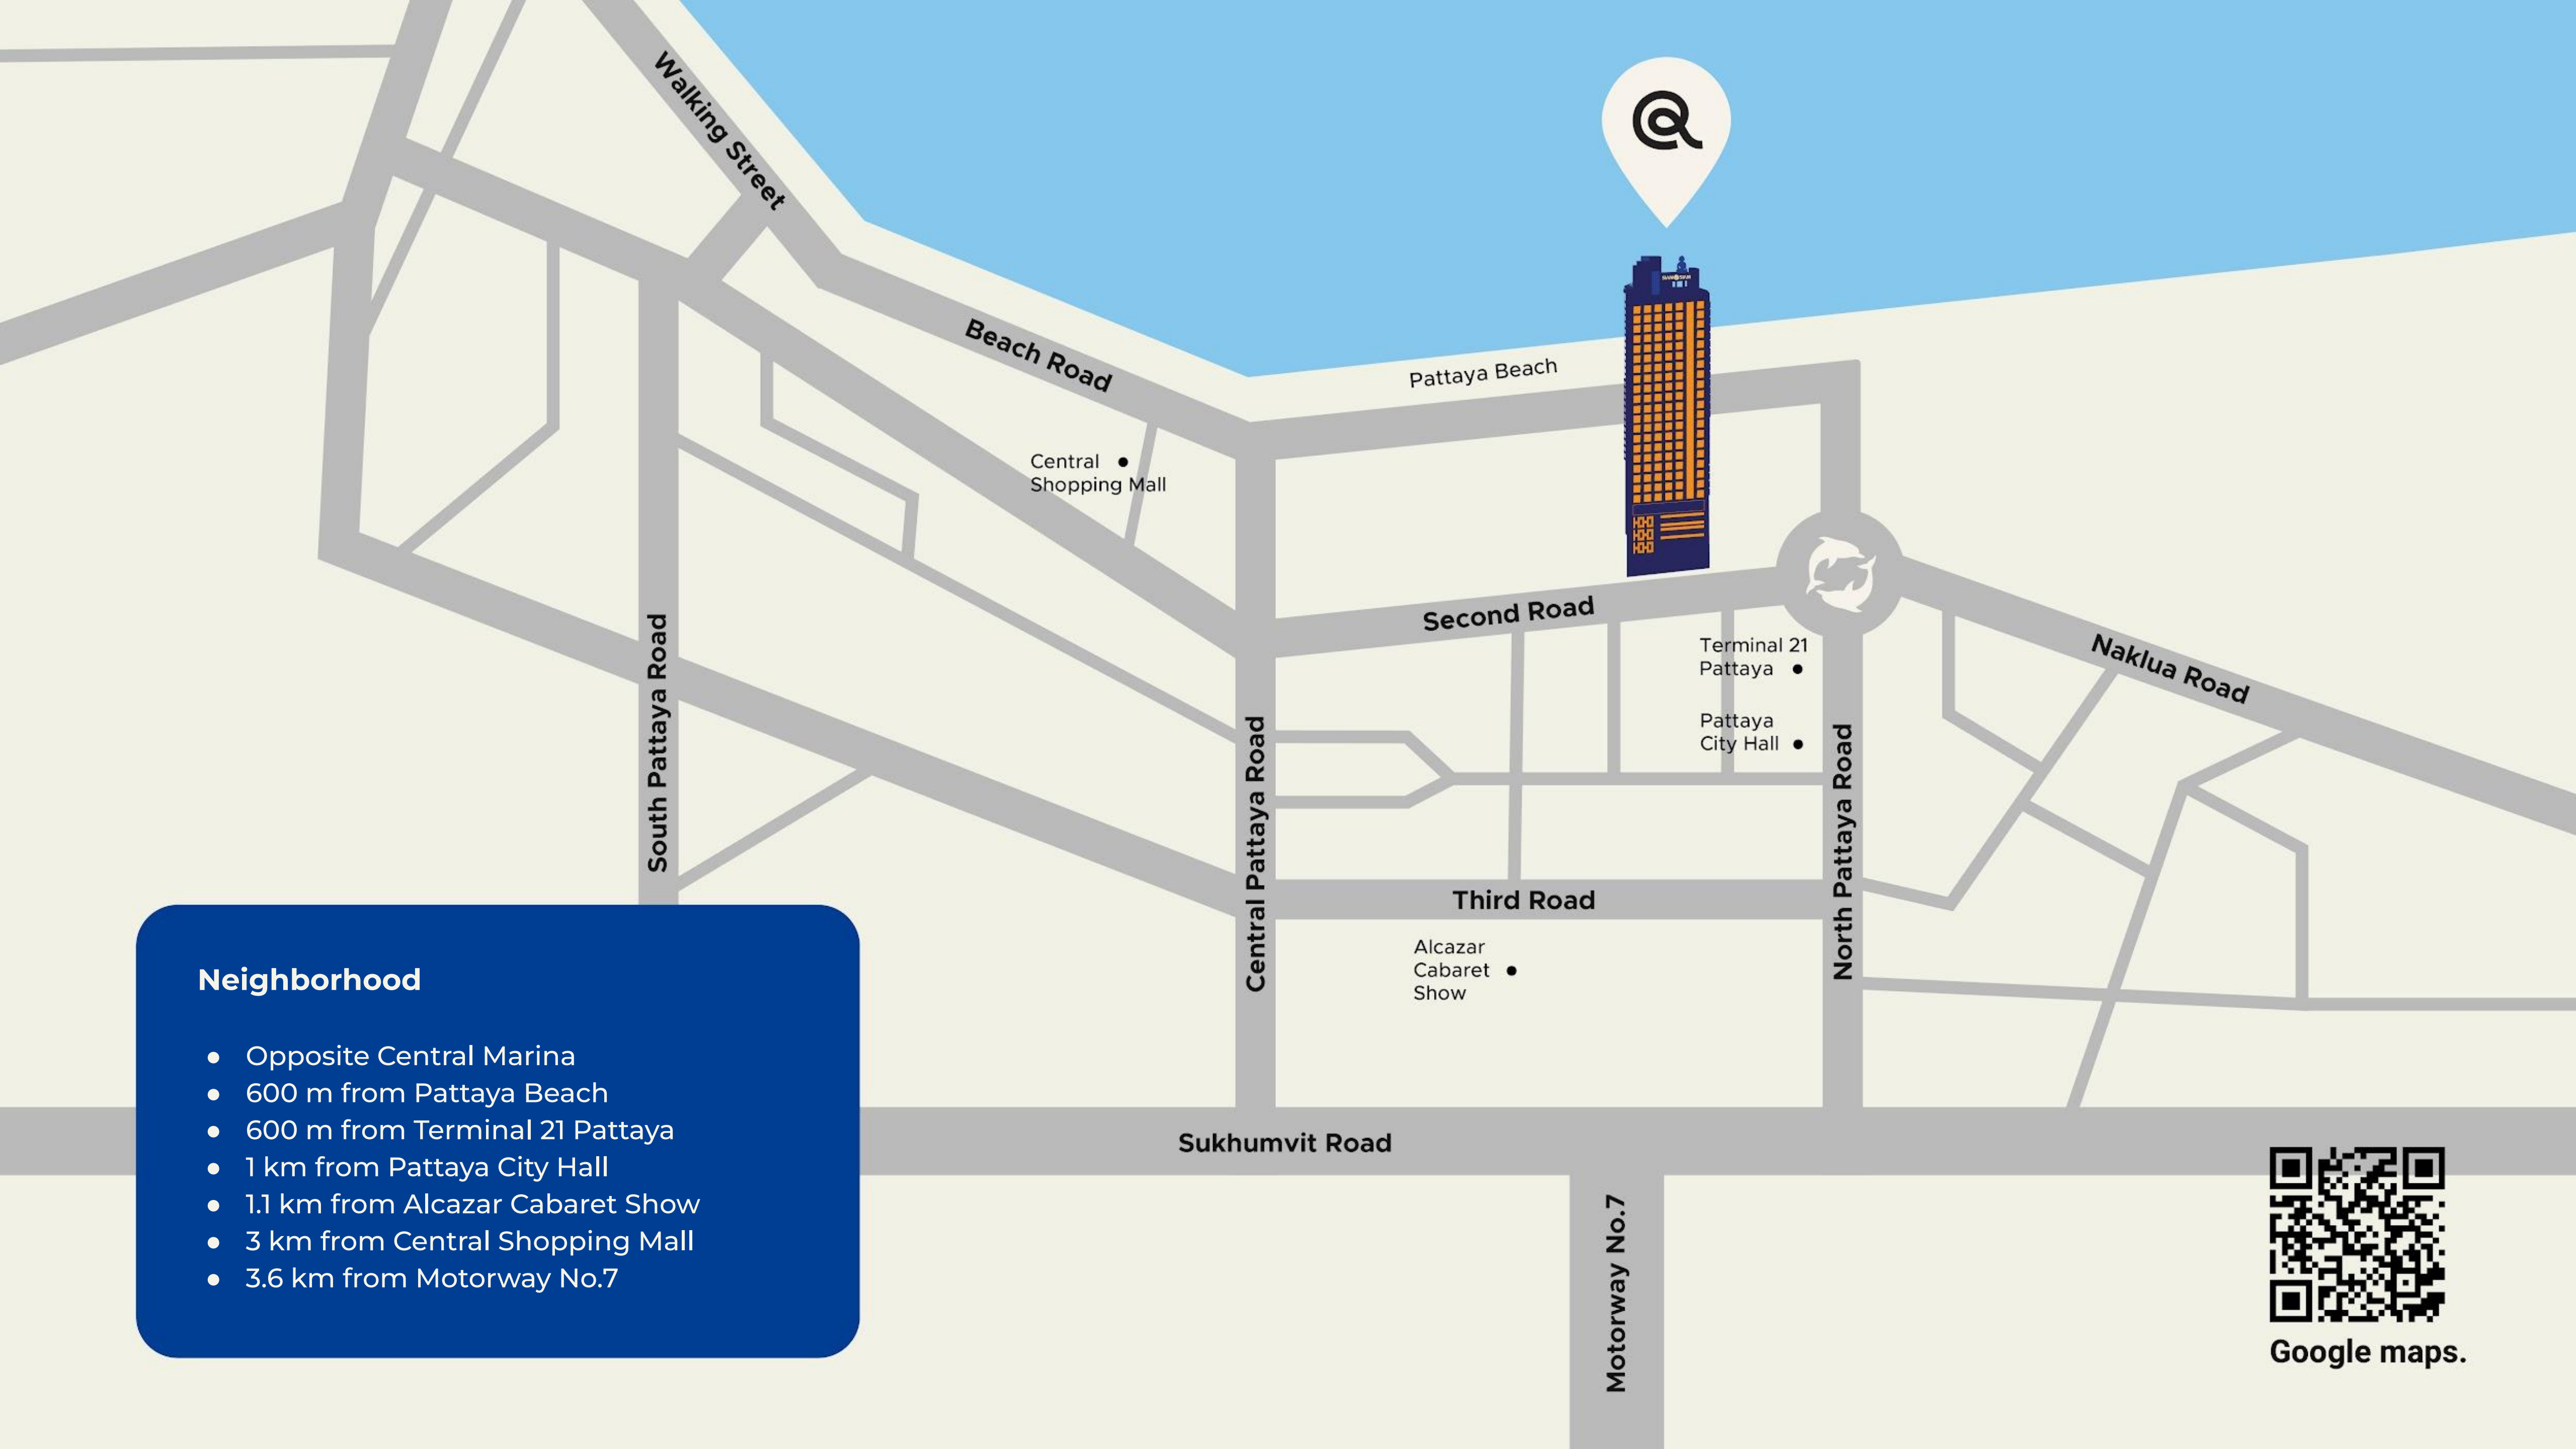 Walking Street
Beach Road
Pattaya Beach
Central
Shopping Mall
Second Road
Terminal 21
Pattaya
Pattaya
City Hall
Naklua Road
South Pattaya Road
Central Pattaya Road
North Pattaya Road
Third Road
Alcazar
Cabaret
Show
Sukhumvit Road
Motorway No.7
Neighborhood
● Opposite Central Marina
● 600 m from Pattaya Beach
● 600 m from Terminal 21 Pattaya
● 1 km from Pattaya City Hall
● 1.1 km from Alcazar Cabaret Show
● 3 km from Central Shopping Mall
● 3.6 km from Motorway No.7
Google maps.